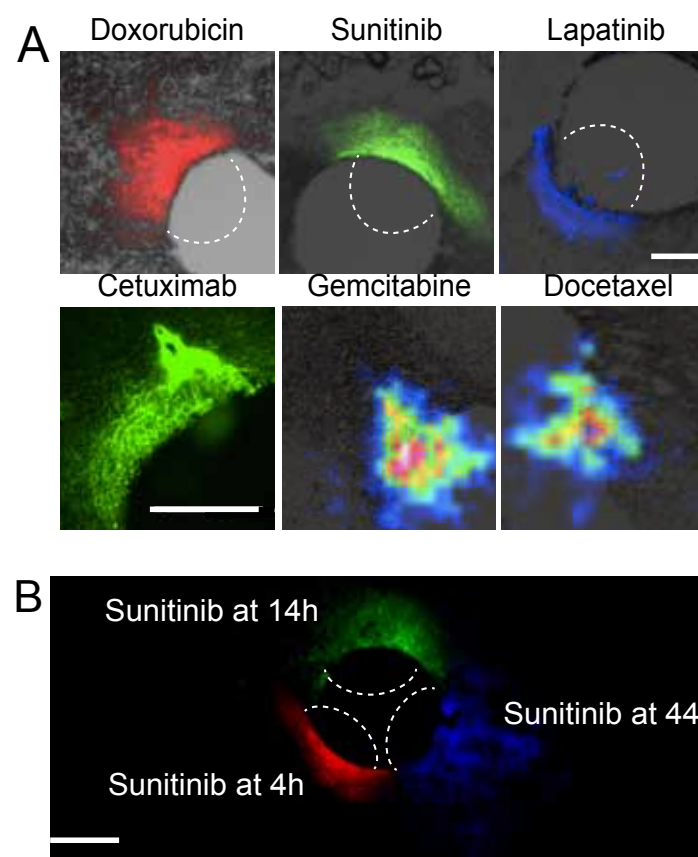 A
Doxorubicin Sunitinib Lapatinib
Cetuximab Gemcitabine Docetaxel
B
Sunitinib at 14h
Sunitinib at 44
Sunitinib at 4h